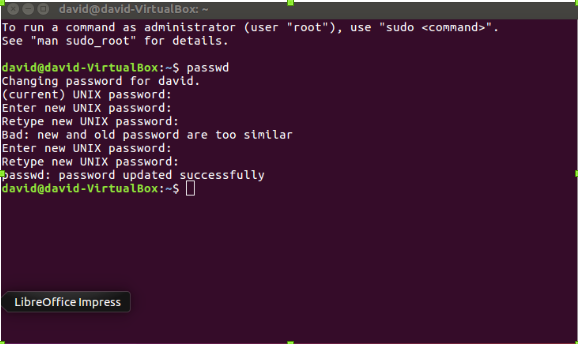 david@david-VirtualBox: ~
To run a command as administrator (user "root"), use "sudo <command>".
See "man sudo_root" for details.
david@david-VirtualBox:~$ passwd
Changing password for david.
(current) UNIX password:
Enter new UNIX password:
Retype new UNIX password:
Bad: new and old password are too similar
Enter new UNIX password:
Retype new UNIX password:
passwd: password updated successfully
david@david-VirtualBox:~$
LibreOffice Impress